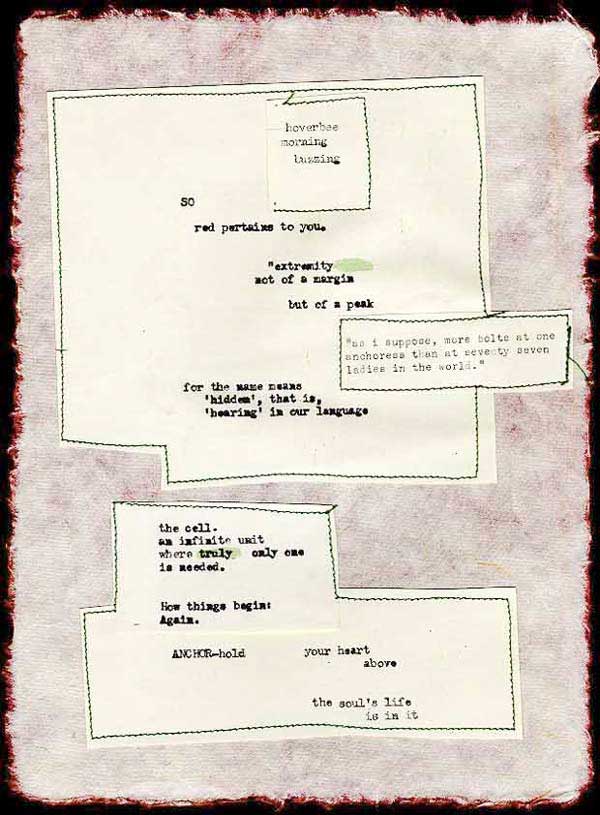 hoverbee
morning
buzzing
SO
red pertains to you.
"extremity
not of a margin
but of a peak
"as i suppose, more bolts at one
anchoress than at seventy seven
ladies in the world."
for the name means
'hidden', that is,
'hearing' in our language
the cell.
an infinite unit
where truly only one
is needed.
How things begin:
Again.
ANCHOR-hold
your heart
above
the soul's life
is in it